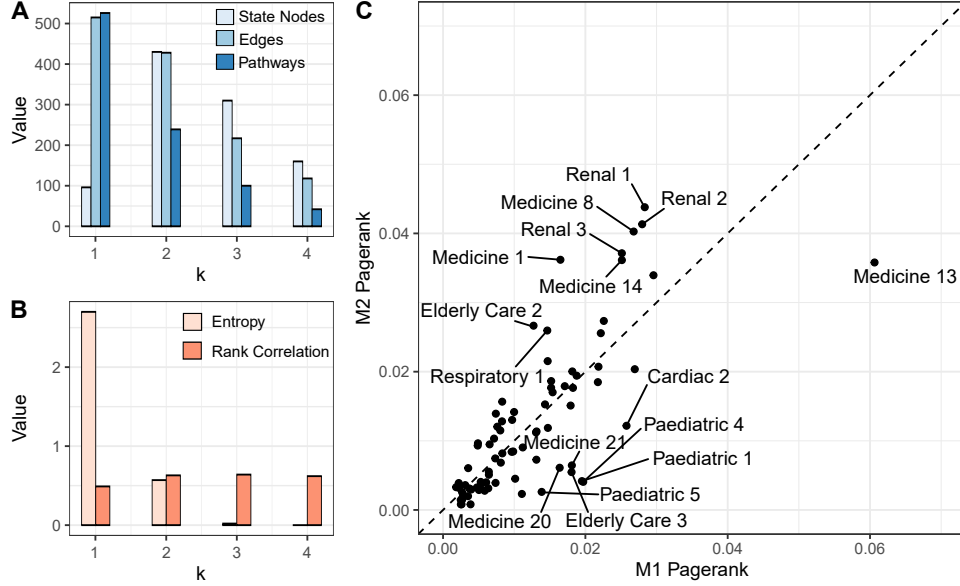 A
500
400
300
200
100
0
Value
State Nodes
Edges
Pathways
1 2 3 4
k
B
2
1
0
Value
Entropy
Rank Correlation
1 2 3 4
k
C
M2 Pagerank
0.06
0.04
0.02
0.00
Renal 1
Medicine 8
Renal 2
Renal 3
Medicine 1
Medicine 14
Medicine 13
Elderly Care 2
Respiratory 1
Cardiac 2
Paediatric 4
Medicine 21
Paediatric 1
Paediatric 5
Medicine 20
Elderly Care 3
0.00 0.02 0.04 0.06
M1 Pagerank